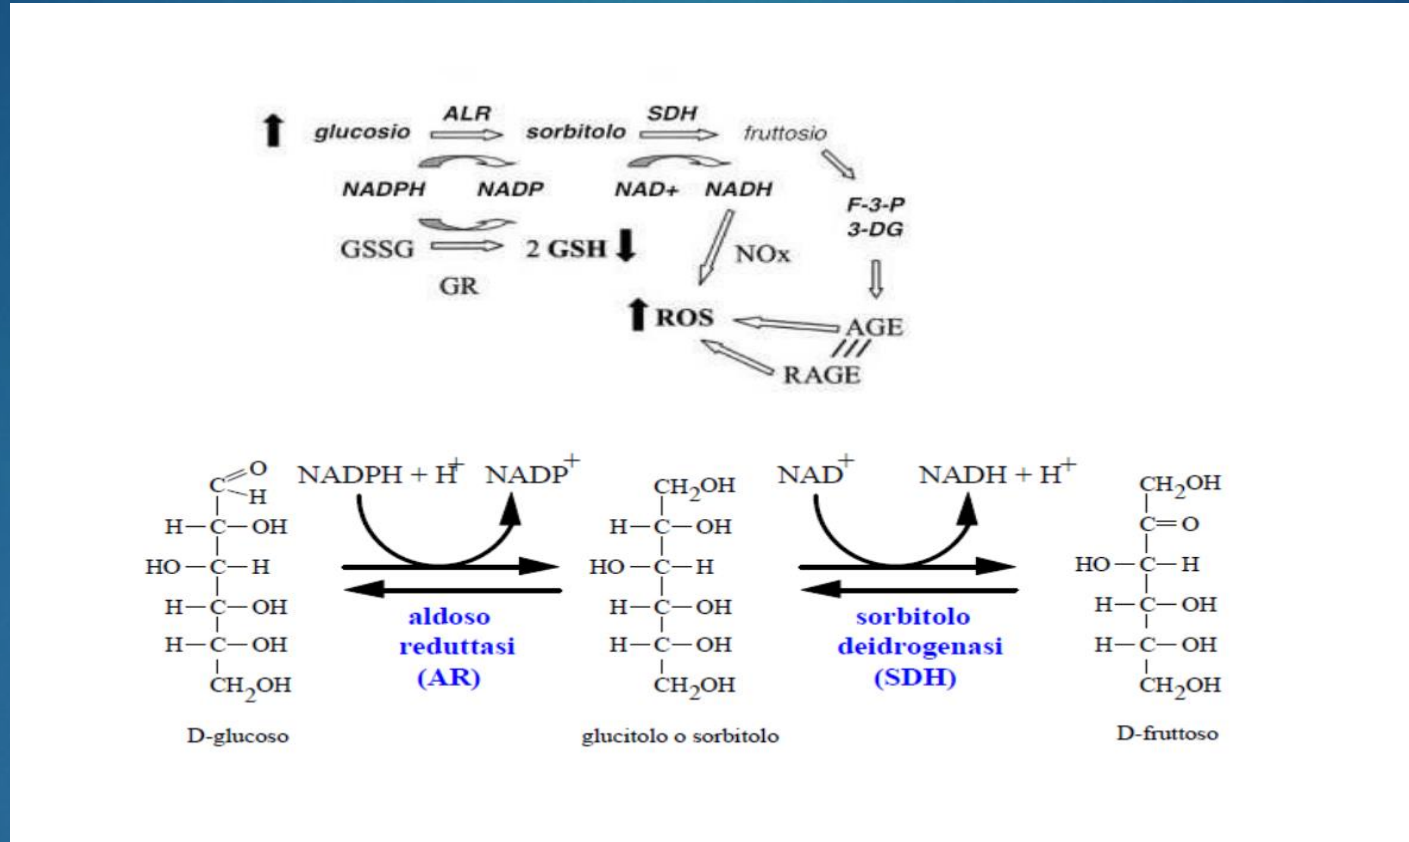 ALR SDH
glucosio sorbitolo fruttosio
NADPH NADP NAD+ NADH
F-3-P
3-DG
GSSG 2 GSH NOx
GR
ROS AGE
RAGE
NADPH + H+ NADP+ NAD+ NADH + H+
C=O CH2OH CH2OH
H
H-C-OH H-C-OH C=O
HO-C-H HO-C-H HO-C-H
H-C-OH H-C-OH H-C-OH
H-C-OH H-C-OH H-C-OH
CH2OH CH2OH CH2OH
aldoso
reduttasi
(AR)
sorbitolo
deidrogenasi
(SDH)
D-glucoso glucitolo o sorbitolo D-fruttoso